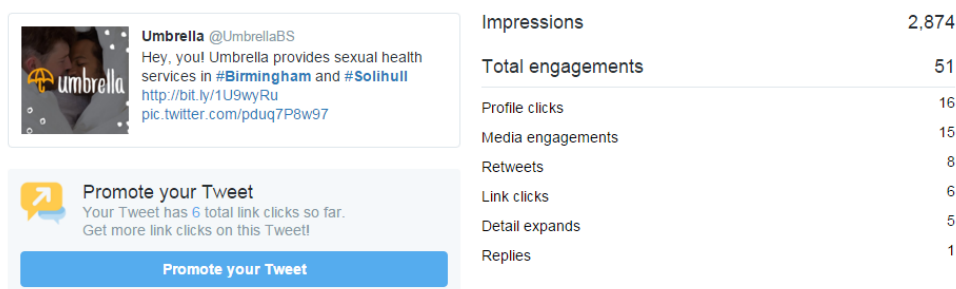 umbrella
Umbrella @UmbrellaBS
Hey, you! Umbrella provides sexual health
services in #Birmingham and #Solihull
http://bit.ly/1U9wyRu
pic.twitter.com/pduq7P8w97
Promote your Tweet
Your Tweet has 6 total link clicks so far.
Get more link clicks on this Tweet!
Promote your Tweet
Impressions 2,874
Total engagements 51
Profile clicks 16
Media engagements 15
Retweets 8
Link clicks 6
Detail expands 5
Replies 1